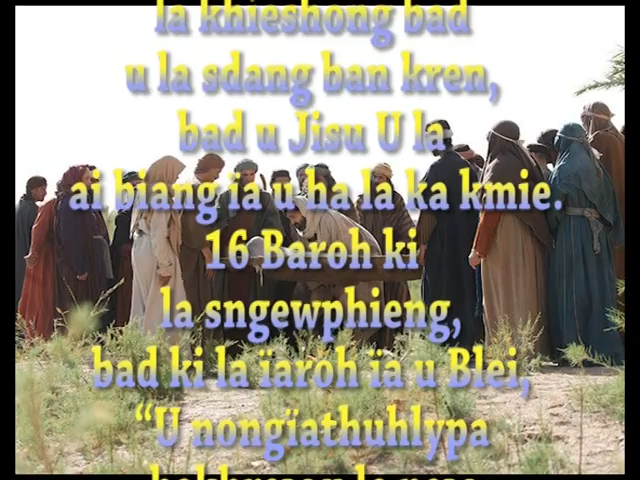 la khieshong bad
u la sdang ban kren,
bad u Jisu U la
ai biang ïa u ha la ka kmie.
16 Baroh ki
la sngewphieng,
bad ki la ïaroh ïa u Blei,
“U nongïathuhlypa